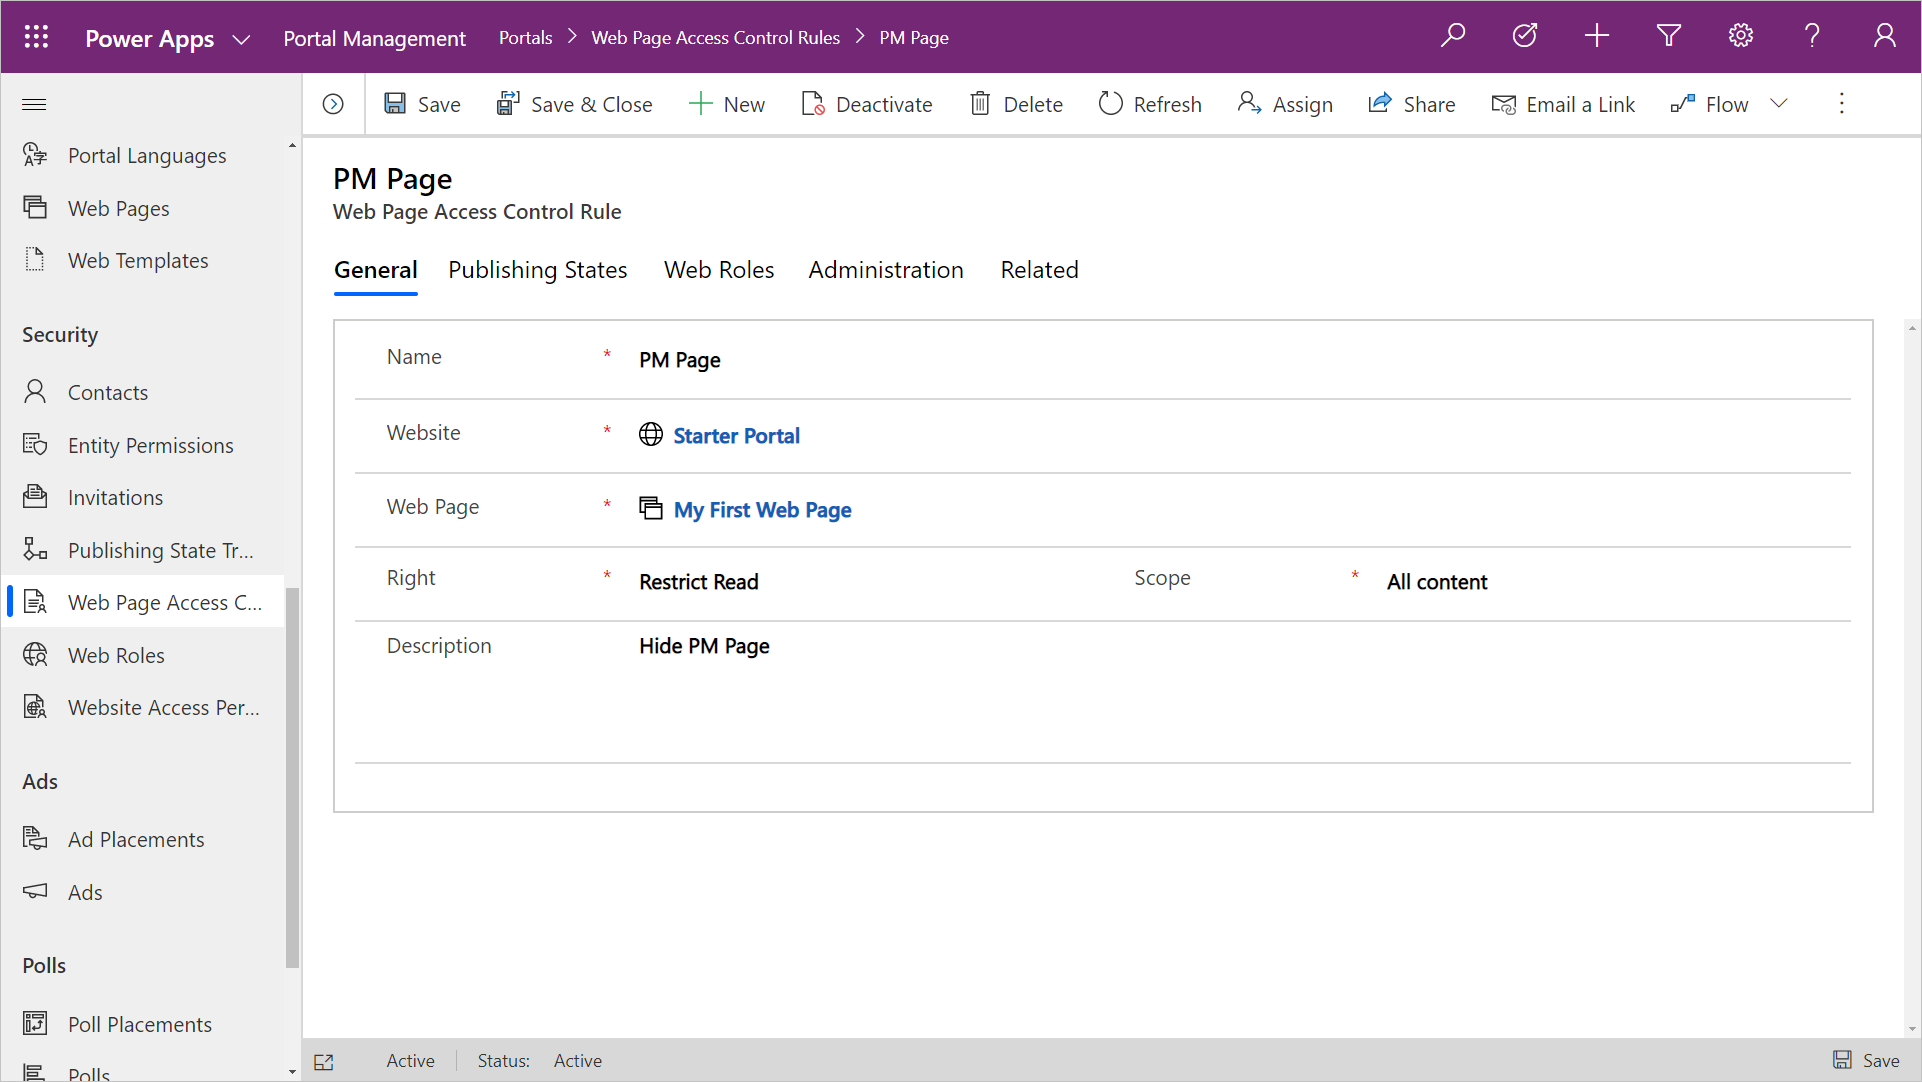 Power Apps Portal Management Portals Web Page Access Control Rules PM Page
Save Save & Close New Deactivate Delete Refresh Assign Share Email a Link Flow
Portal Languages
Web Pages
Web Templates
Security
Contacts
Entity Permissions
Invitations
Publishing State Tr...
Web Page Access C...
Web Roles
Website Access Per...
Ads
Ad Placements
Ads
Polls
Poll Placements
Polls
PM Page
Web Page Access Control Rule
General Publishing States Web Roles Administration Related
Name * PM Page
Website * Starter Portal
Web Page * My First Web Page
Right * Restrict Read Scope * All content
Description Hide PM Page
Active Status: Active Save